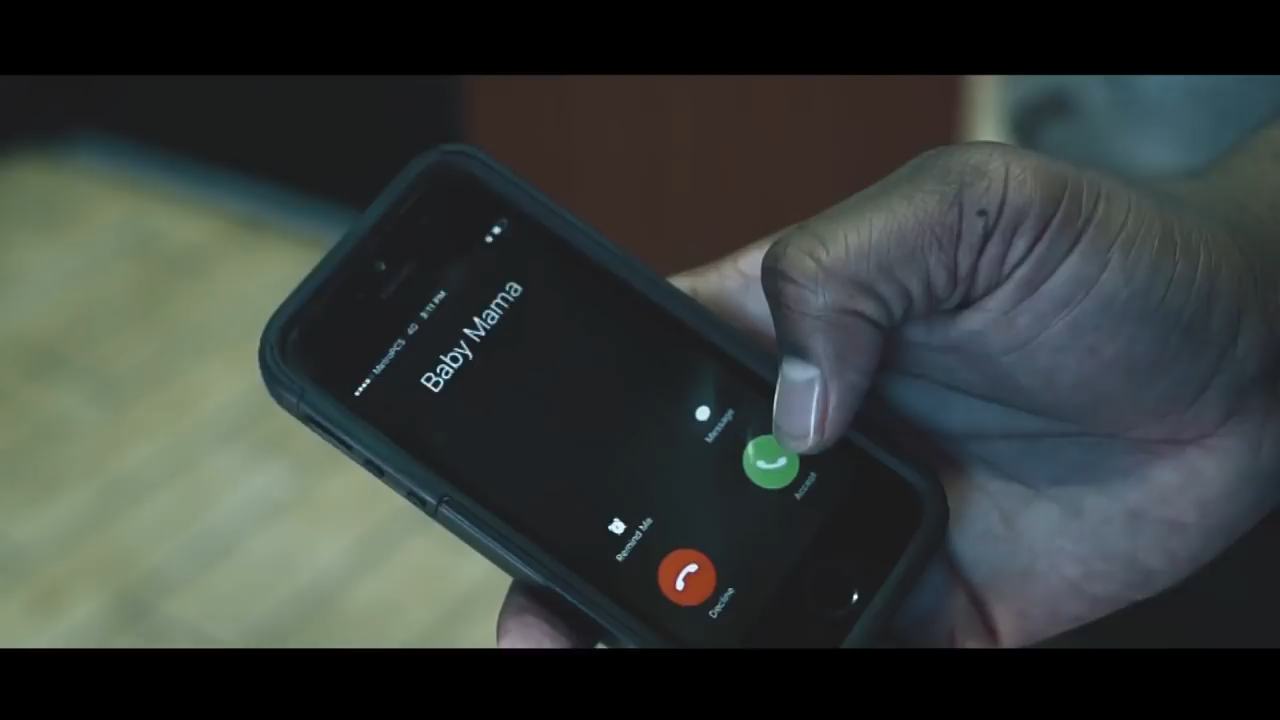 MetroPCS 4G 3:11 PM
Baby Mama
Message
Remind Me
Accept
Decline